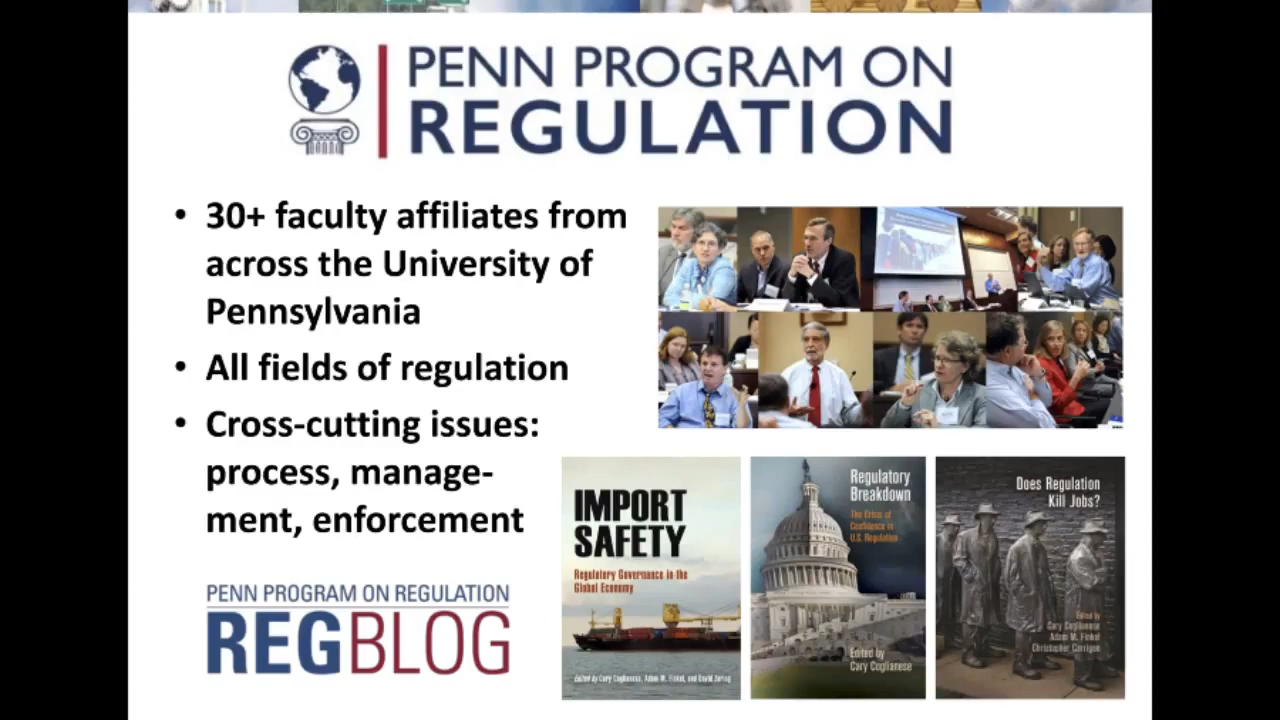 PENN PROGRAM ON
REGULATION
• 30+ faculty affiliates from
across the University of
Pennsylvania
• All fields of regulation
• Cross-cutting issues:
process, manage-
ment, enforcement
PENN PROGRAM ON REGULATION
REGBLOG
IMPORT
SAFETY
Regulatory Governance in the
Global Economy
Edited by Cary Coglianese, Adam M. Finkel, and David Zaring
Regulatory
Breakdown
The Crisis of
Confidence in
U.S. Regulation
Edited by
Cary Coglianese
Does Regulation
Kill Jobs?
Edited by
Cary Coglianese
Adam M. Finkel
Christopher Carrigan